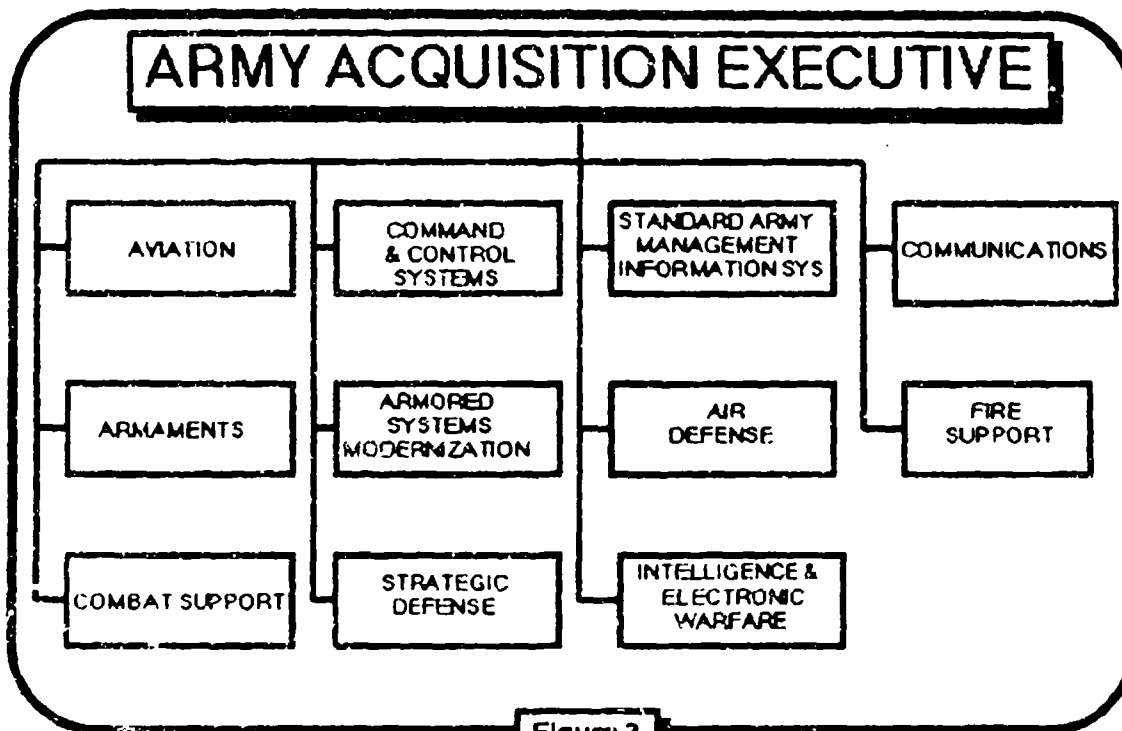 ARMY ACQUISITION EXECUTIVE
AVIATION
COMMAND
& CONTROL
SYSTEMS
STANDARD ARMY
MANAGEMENT
INFORMATION SYS
COMMUNICATIONS
ARMAMENTS
ARMORED
SYSTEMS
MODERNIZATION
AIR
DEFENSE
FIRE
SUPPORT
COMBAT SUPPORT
STRATEGIC
DEFENSE
INTELLIGENCE &
ELECTRONIC
WARFARE
Figure